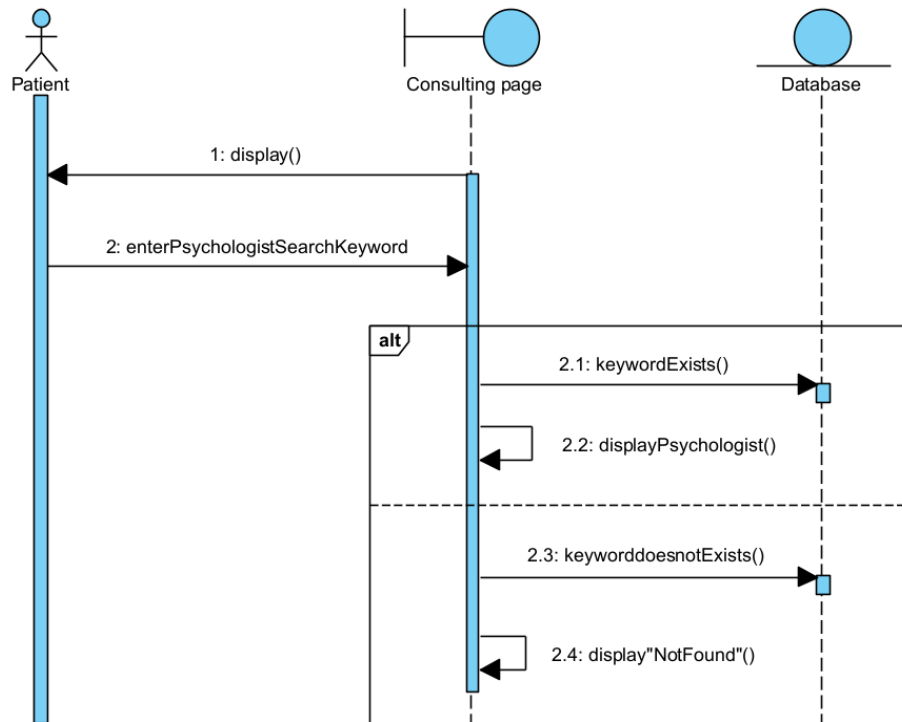 Patient
Consulting page
Database
1: display()
2: enterPsychologistSearchKeyword
alt
2.1: keywordExists()
2.2: displayPsychologist()
2.3: keyworddoesnotExists()
2.4: display"NotFound"()